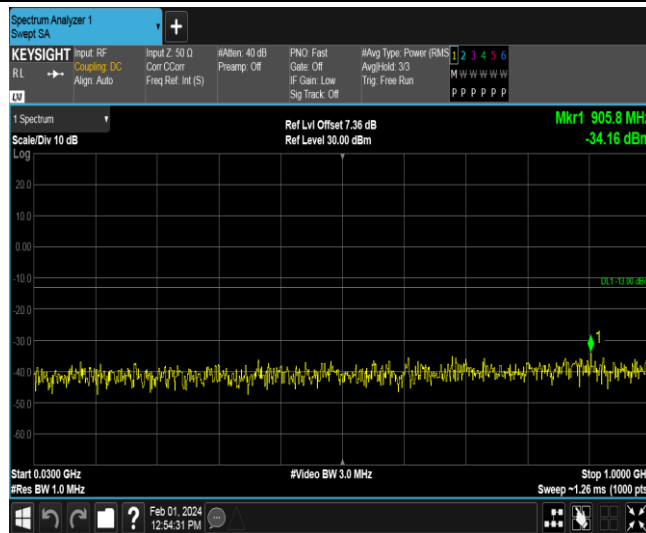 Spectrum Analyzer 1
Swept SA
+
KEYSIGHT
RL
Input: RF
Coupling: DC
Align: Auto
Input Z: 50 Ω
Corr CCorr
Freq Ref: Int (S)
#Atten: 40 dB
Preamp: Off
PNO: Fast
Gate: Off
IF Gain: Low
Sig Track: Off
#Avg Type: Power (RMS
Avg|Hold: 3/3
Trig: Free Run
1 2 3 4 5 6
M W W W W W
P P P P P P
1 Spectrum
Scale/Div 10 dB
Log
Ref Lvl Offset 7.36 dB
Ref Level 30.00 dBm
Mkr1 905.8 MHz
-34.16 dBm
20.0
10.0
0.00
-10.0
DL1 -13.00 dBm
-20.0
-30.0
1
-40.0
-50.0
-60.0
Start 0.0300 GHz
#Res BW 1.0 MHz
#Video BW 3.0 MHz
Stop 1.0000 GHz
Sweep ~1.26 ms (1000 pts)
?
Feb 01, 2024
12:54:31 PM